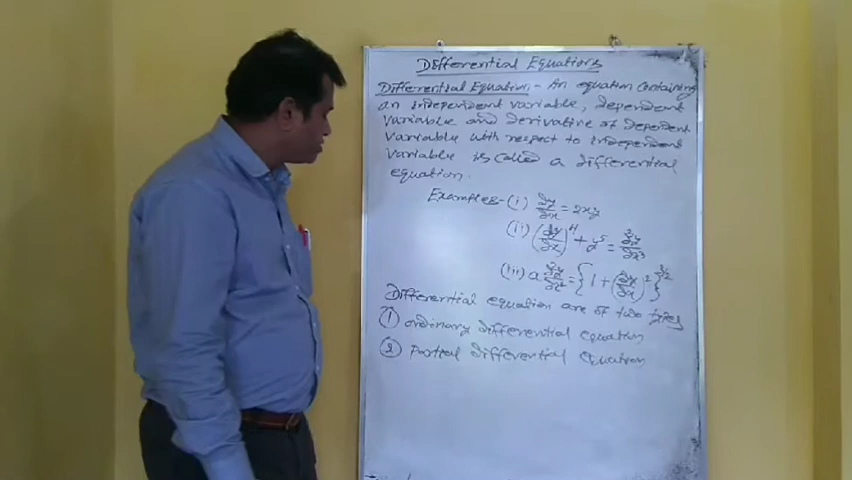 Differential Equations
Differential Equation - An equation containing
an independent variable, dependent
variable and derivative of dependent
variable with respect to independent
variable is called a differential
equation.
Examples - (i) dy/dx = 2xy
(ii) (dy/dx)^4 + y^5 =
(iii) a d²y/dx² = { 1 + (dy/dx)² }^3/2
Differential equation are of two types
① ordinary differential equation
② Partial differential Equation